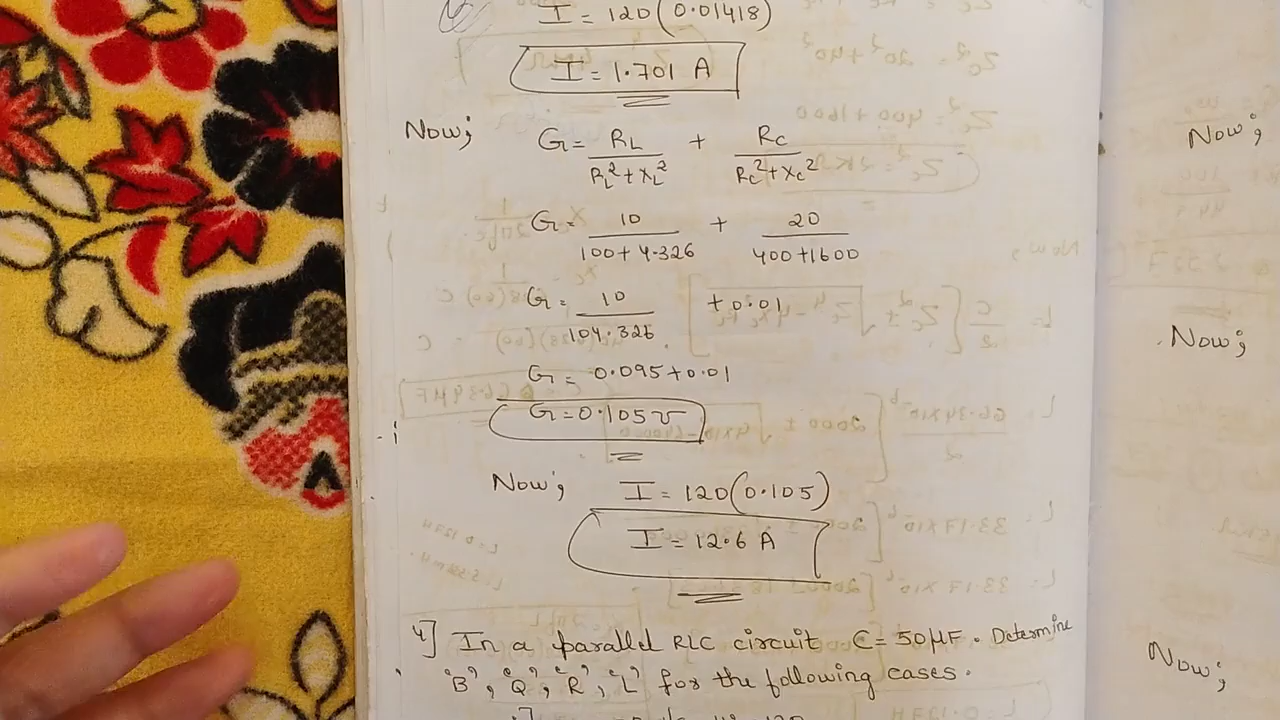 I = 120(0.01418)
I = 1.701 A
Now; G = RL / RL²+XL² + RC / RC²+XC²
G = 10 / 100+4.326 + 20 / 400+1600
G = 10 / 104.326 + 0.01
G = 0.095+0.01
G = 0.105 ʊ
Now; I = 120(0.105)
I = 12.6 A
4] In a parallel RLC circuit C = 50μF. Determine
'B', 'Q', 'R', 'L' for the following cases.
Now;
Now;
Now;